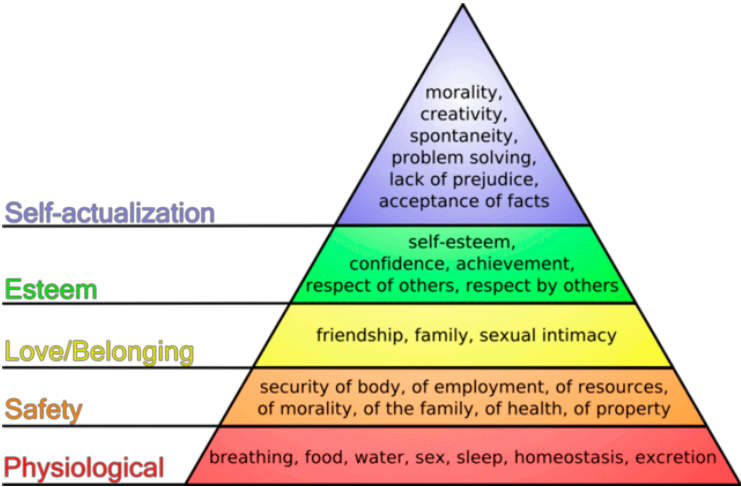 morality,
creativity,
spontaneity,
problem solving,
lack of prejudice,
acceptance of facts
Self-actualization
self-esteem,
confidence, achievement,
respect of others, respect by others
Esteem
friendship, family, sexual intimacy
Love/Belonging
security of body, of employment, of resources,
of morality, of the family, of health, of property
Safety
breathing, food, water, sex, sleep, homeostasis, excretion
Physiological